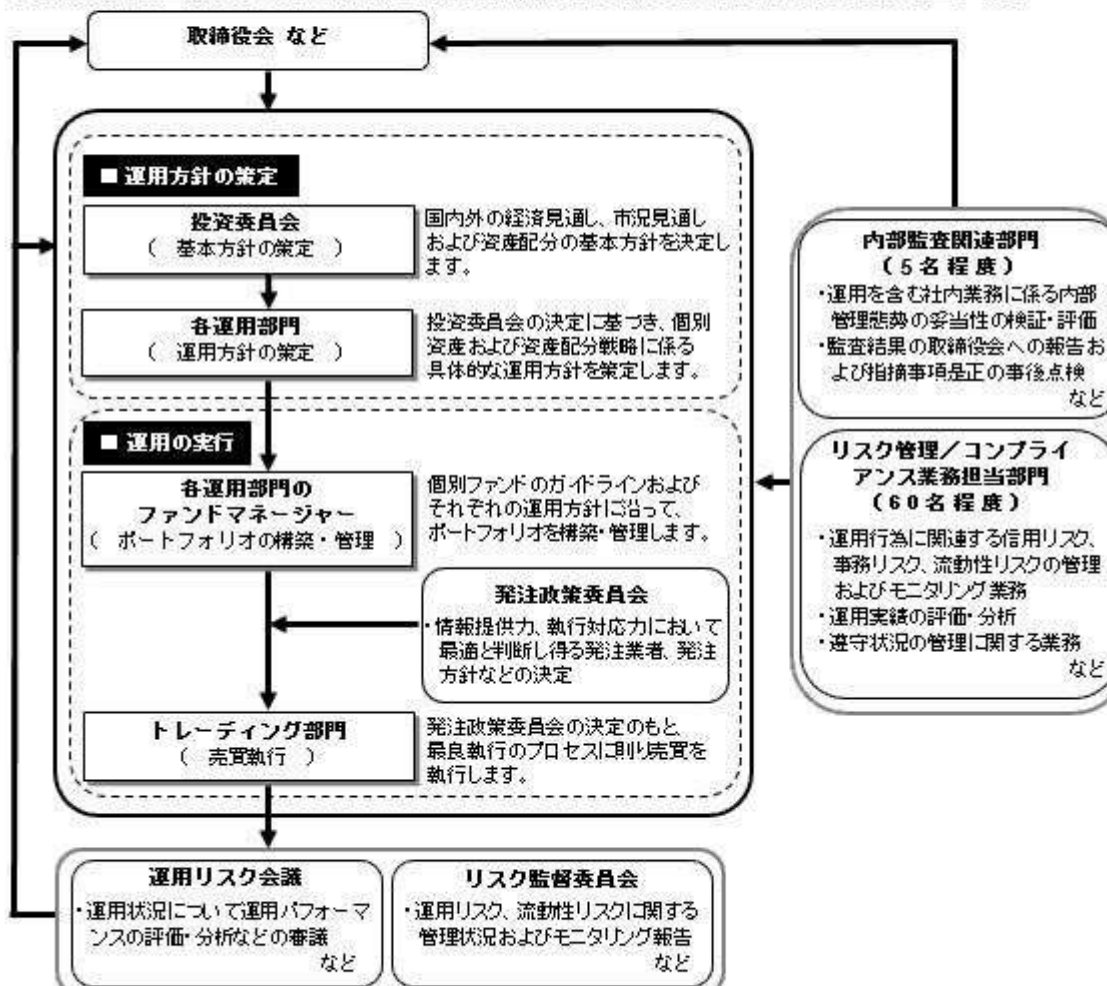 取締役会 など
■ 運用方針の策定
投資委員会
( 基本方針の策定 )
国内外の経済見通し、市況見通し
および資産配分の基本方針を決定し
ます。
各運用部門
( 運用方針の策定 )
投資委員会の決定に基づき、個別
資産および資産配分戦略に係る
具体的な運用方針を策定します。
■ 運用の実行
各運用部門の
ファンドマネージャー
( ポートフォリオの構築・管理 )
個別ファンドのガイドラインおよび
それぞれの運用方針に沿って、
ポートフォリオを構築・管理します。
発注政策委員会
・情報提供力、執行対応力において
最適と判断し得る発注業者、発注
方針などの決定
トレーディング部門
( 売買執行 )
発注政策委員会の決定のもと、
最良執行のプロセスに則り売買を
執行します。
内部監査関連部門
(5名程度)
・運用を含む社内業務に係る内部
管理態勢の妥当性の検証・評価
・監査結果の取締役会への報告お
よび指摘事項是正の事後点検
など
リスク管理/コンプライ
アンス業務担当部門
(60名程度)
・運用行為に関連する信用リスク、
事務リスク、流動性リスクの管理
およびモニタリング業務
・運用実績の評価・分析
・遵守状況の管理に関する業務
など
運用リスク会議
・運用状況について運用パフォーマ
ンスの評価・分析などの審議
など
リスク監督委員会
・運用リスク、流動性リスクに関する
管理状況およびモニタリング報告
など